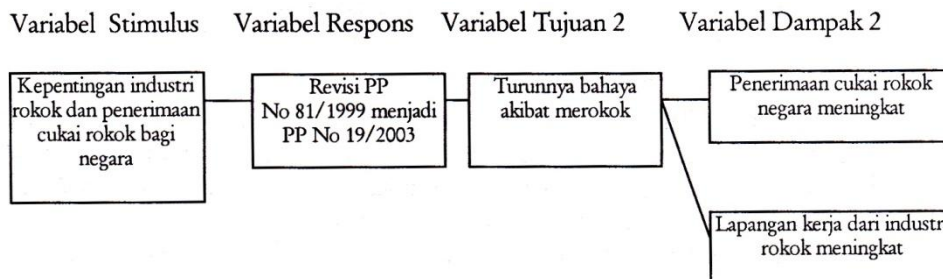 Variabel Stimulus
Variabel Respons
Variabel Tujuan 2
Variabel Dampak 2
Kepentingan industri
rokok dan penerimaan
cukai rokok bagi
negara
Revisi PP
No 81/1999 menjadi
PP No 19/2003
Turunnya bahaya
akibat merokok
Penerimaan cukai rokok
negara meningkat
Lapangan kerja dari industri
rokok meningkat